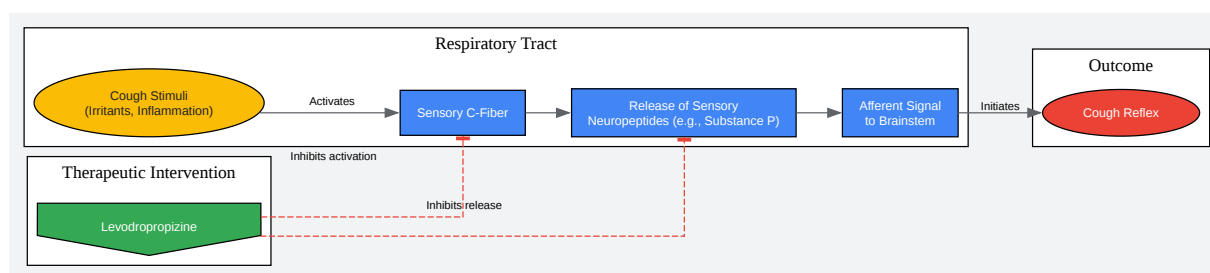 Respiratory Tract
Cough Stimuli
(Irritants, Inflammation)
Activates
Sensory C-Fiber
Release of Sensory
Neuropeptides (e.g., Substance P)
Afferent Signal
to Brainstem
Initiates
Outcome
Cough Reflex
Inhibits activation
Therapeutic Intervention
Inhibits release
Levodropropizine